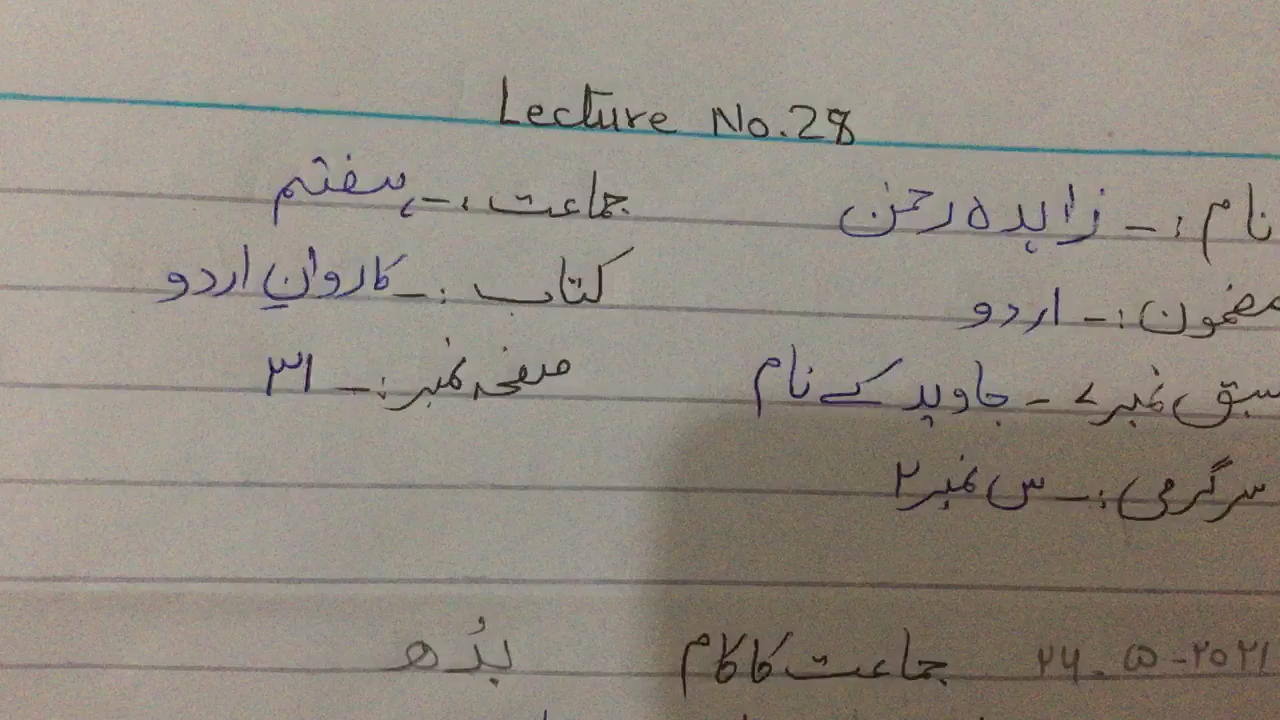 Lecture No.28
نام :- زاہدہ رحمن جماعت :- ہفتم
مضمون :- اردو کتاب :- کاروانِ اردو
سبق نمبر ۷ - جاوید کے نام صفحہ نمبر :- ۳۱
سرگرمی :- س نمبر ۲
۲۶-۵-۲۰۲۱ جماعت کا کام بدُھ